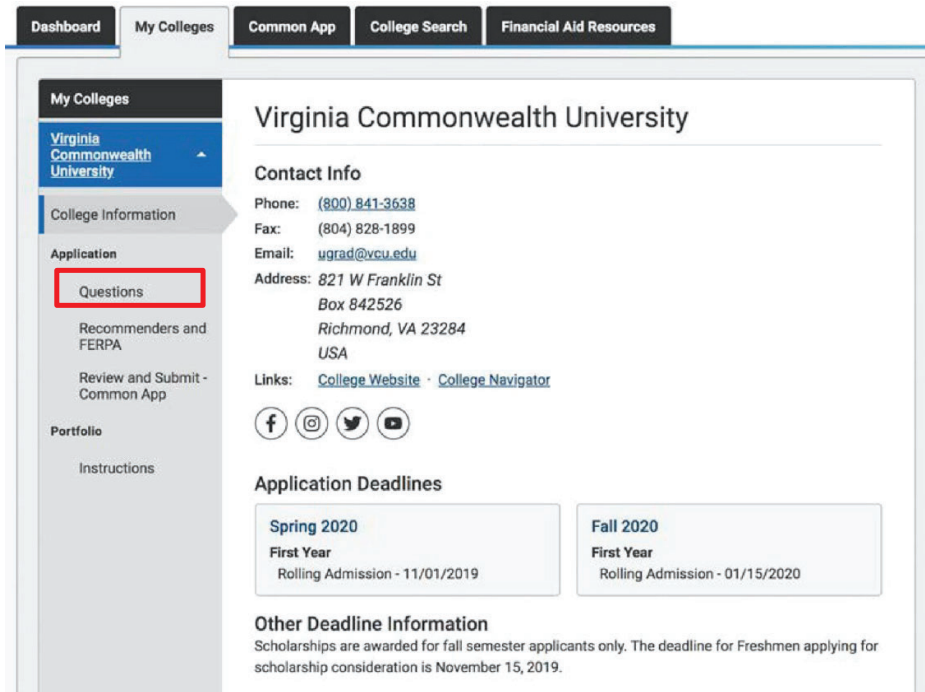 Dashboard
My Colleges
Common App
College Search
Financial Aid Resources
My Colleges
Virginia
Commonwealth
University
College Information
Application
Questions
Recommenders and
FERPA
Review and Submit -
Common App
Portfolio
Instructions
Virginia Commonwealth University
Contact Info
Phone: (800) 841-3638
Fax: (804) 828-1899
Email: ugrad@vcu.edu
Address: 821 W Franklin St
Box 842526
Richmond, VA 23284
USA
Links: College Website · College Navigator
Application Deadlines
Spring 2020
First Year
Rolling Admission - 11/01/2019
Fall 2020
First Year
Rolling Admission - 01/15/2020
Other Deadline Information
Scholarships are awarded for fall semester applicants only. The deadline for Freshmen applying for
scholarship consideration is November 15, 2019.